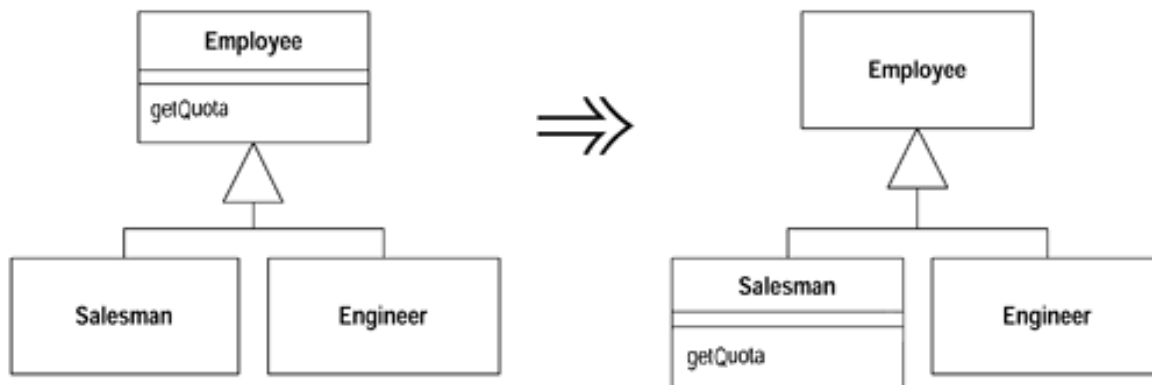 Employee
getQuota
Salesman
Engineer
Employee
Salesman
getQuota
Engineer